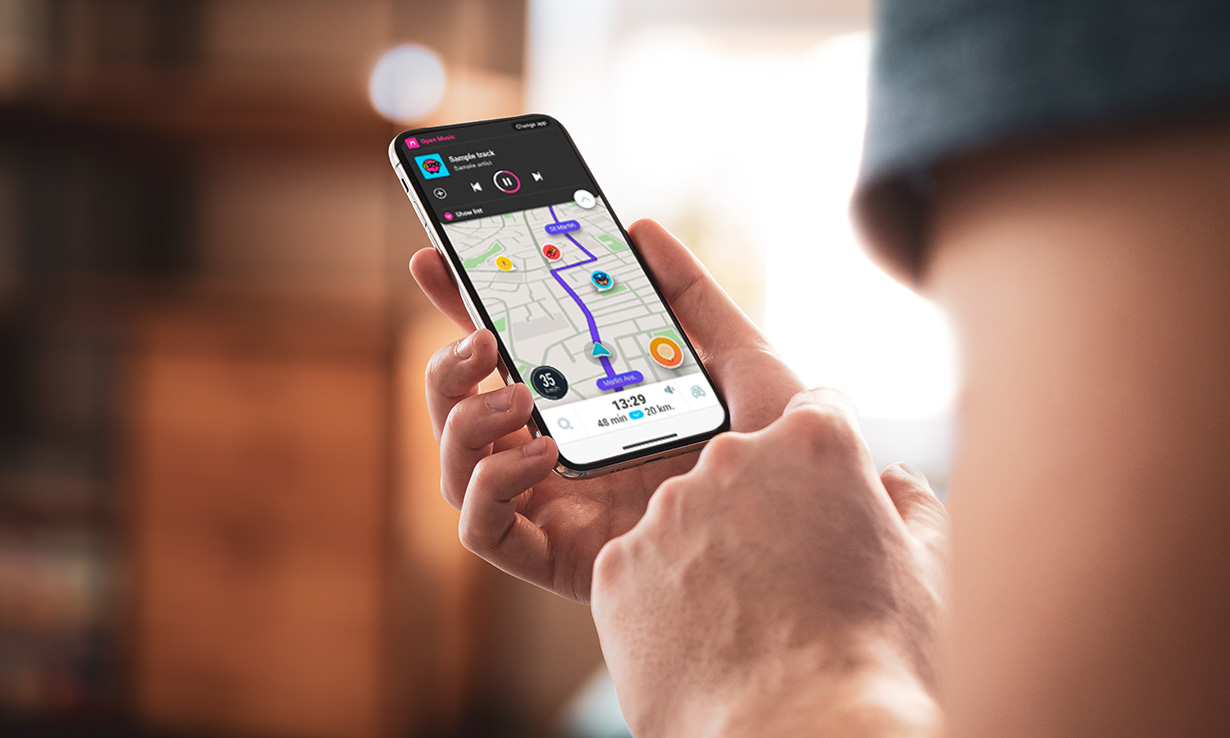 Open Music
Change app
Sample track
Sample artist
Show list
St Martin
Martin Ave.
35
km/h
13:29
48 min 20 km.